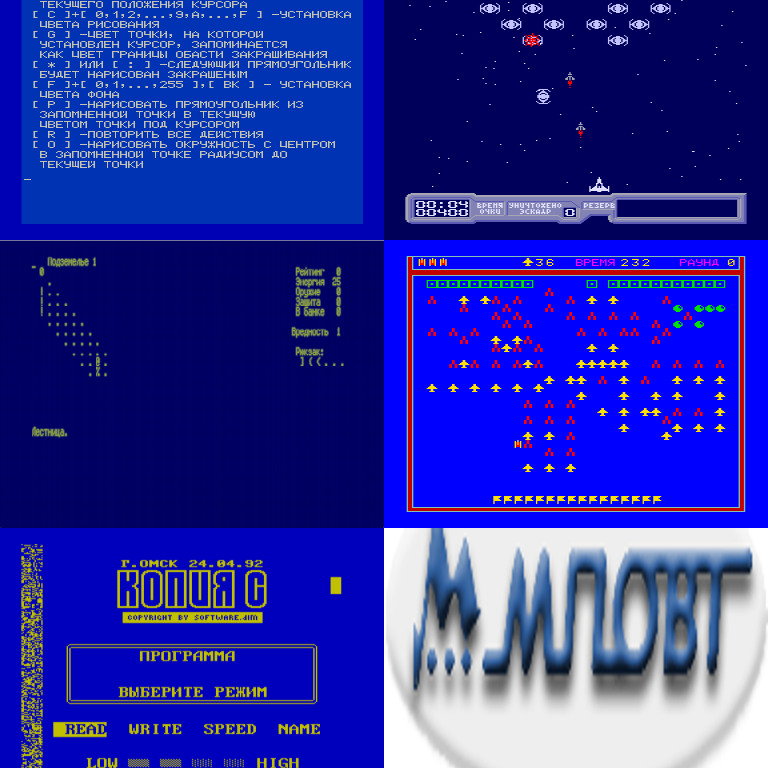 ТЕКУЩЕГО ПОЛОЖЕНИЯ КУРСОРА
[ C ]+[ 0,1,2,...,9,A,...,F ] -УСТАНОВКА
ЦВЕТА РИСОВАНИЯ
[ G ] -ЦВЕТ ТОЧКИ, НА КОТОРОЙ
УСТАНОВЛЕН КУРСОР, ЗАПОМИНАЕТСЯ
КАК ЦВЕТ ГРАНИЦЫ ОБАСТИ ЗАКРАШИВАНИЯ
[ * ] ИЛИ [ : ] -СЛЕДУЮЩИЙ ПРЯМОУГОЛЬНИК
БУДЕТ НАРИСОВАН ЗАКРАШЕНЫМ
[ F ]+[ 0,1,...,255 ],[ ВК ] - УСТАНОВКА
ЦВЕТА ФОНА
[ P ] -НАРИСОВАТЬ ПРЯМОУГОЛЬНИК ИЗ
ЗАПОМНЕННОЙ ТОЧКИ В ТЕКУЩУЮ
ЦВЕТОМ ТОЧКИ ПОД КУРСОРОМ
[ R ] -ПОВТОРИТЬ ВСЕ ДЕЙСТВИЯ
[ O ] -НАРИСОВАТЬ ОКРУЖНОСТЬ С ЦЕНТРОМ
В ЗАПОМНЕННОЙ ТОЧКЕ РАДИУСОМ ДО
ТЕКУЩЕЙ ТОЧКИ
00:04 ВРЕМЯ УНИЧТОЖЕНО РЕЗЕРВ
00400 ОЧКИ ЭСКАДР 0
Подземелье 1
0
Рейтинг 0
Энергия 25
Оружие 0
Защита 0
В банке 0
Вредность 1
Рюкзак:
] ( ( . . .
Лестница.
36 ВРЕМЯ 232 РАУНД 0
Г.ОМСК 24.04.92
КОПИЯ С
COPYRIGHT BY SOFTWARE.AIM
ПРОГРАММА
ВЫБЕРИТЕ РЕЖИМ
READ WRITE SPEED NAME
LOW HIGH
МПОВТ